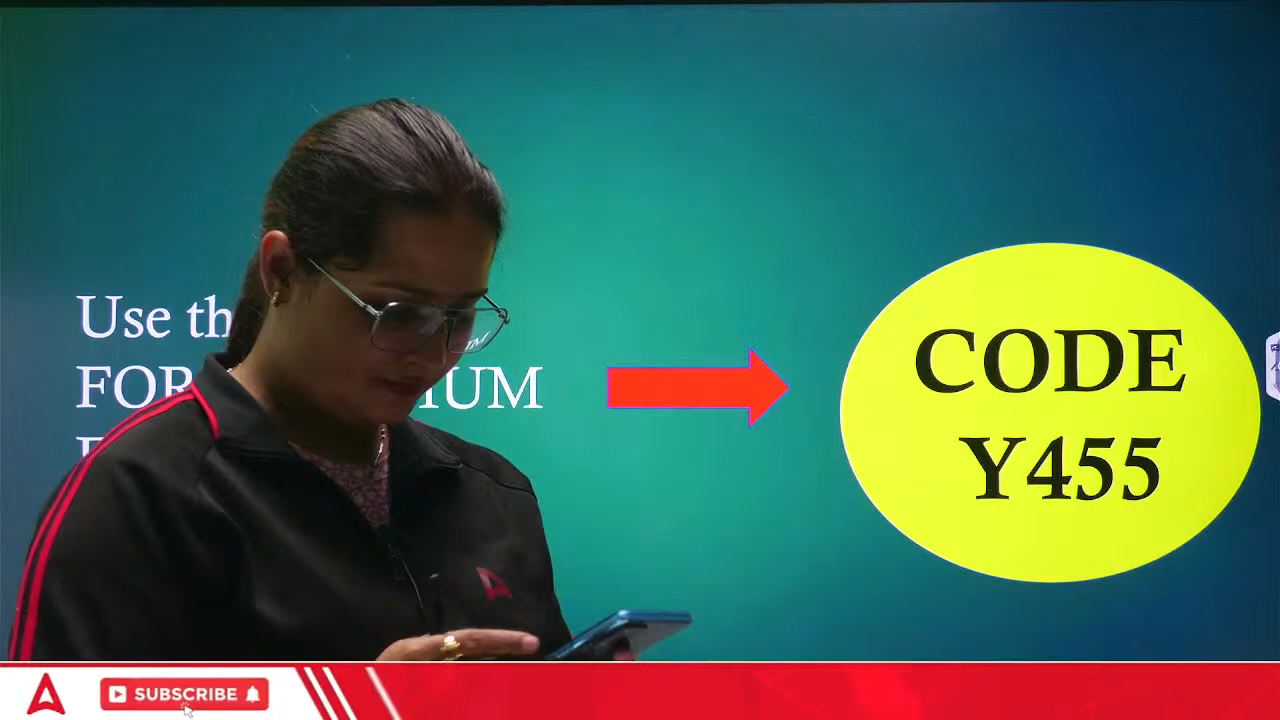 Use th
FOR IUM
CODE
Y455
SUBSCRIBE